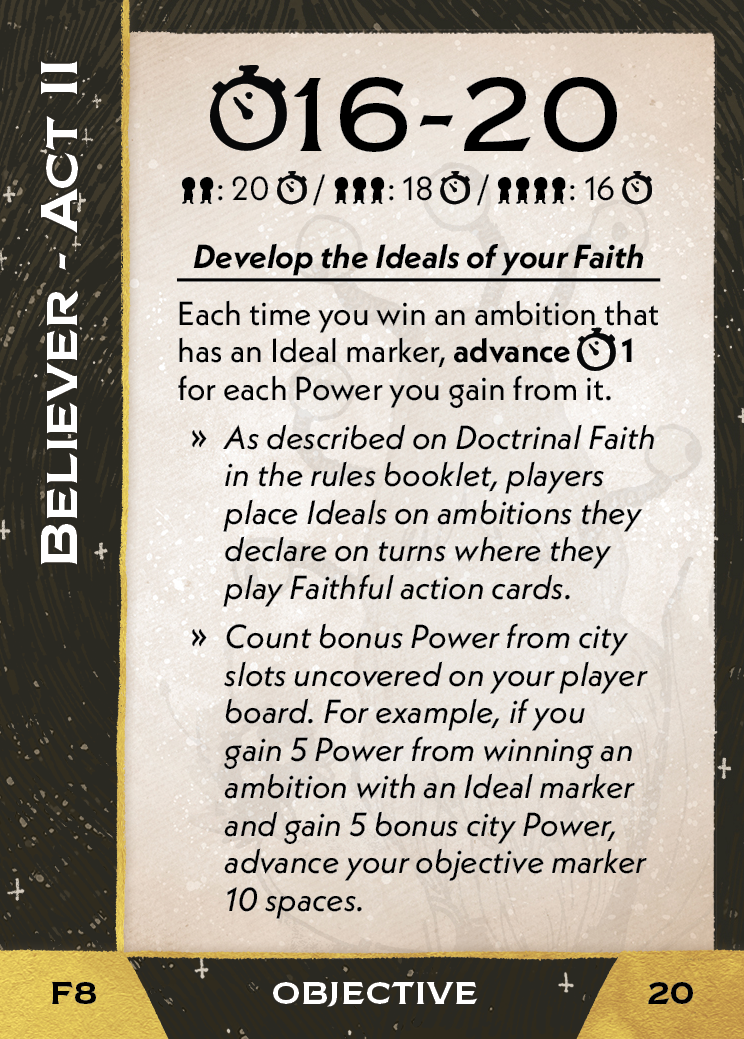 BELIEVER - ACT II
16-20
: 20 / : 18 / : 16
Develop the Ideals of your Faith
Each time you win an ambition that
has an Ideal marker, advance 1
for each Power you gain from it.
» As described on Doctrinal Faith
in the rules booklet, players
place Ideals on ambitions they
declare on turns where they
play Faithful action cards.
» Count bonus Power from city
slots uncovered on your player
board. For example, if you
gain 5 Power from winning an
ambition with an Ideal marker
and gain 5 bonus city Power,
advance your objective marker
10 spaces.
F8 OBJECTIVE 20